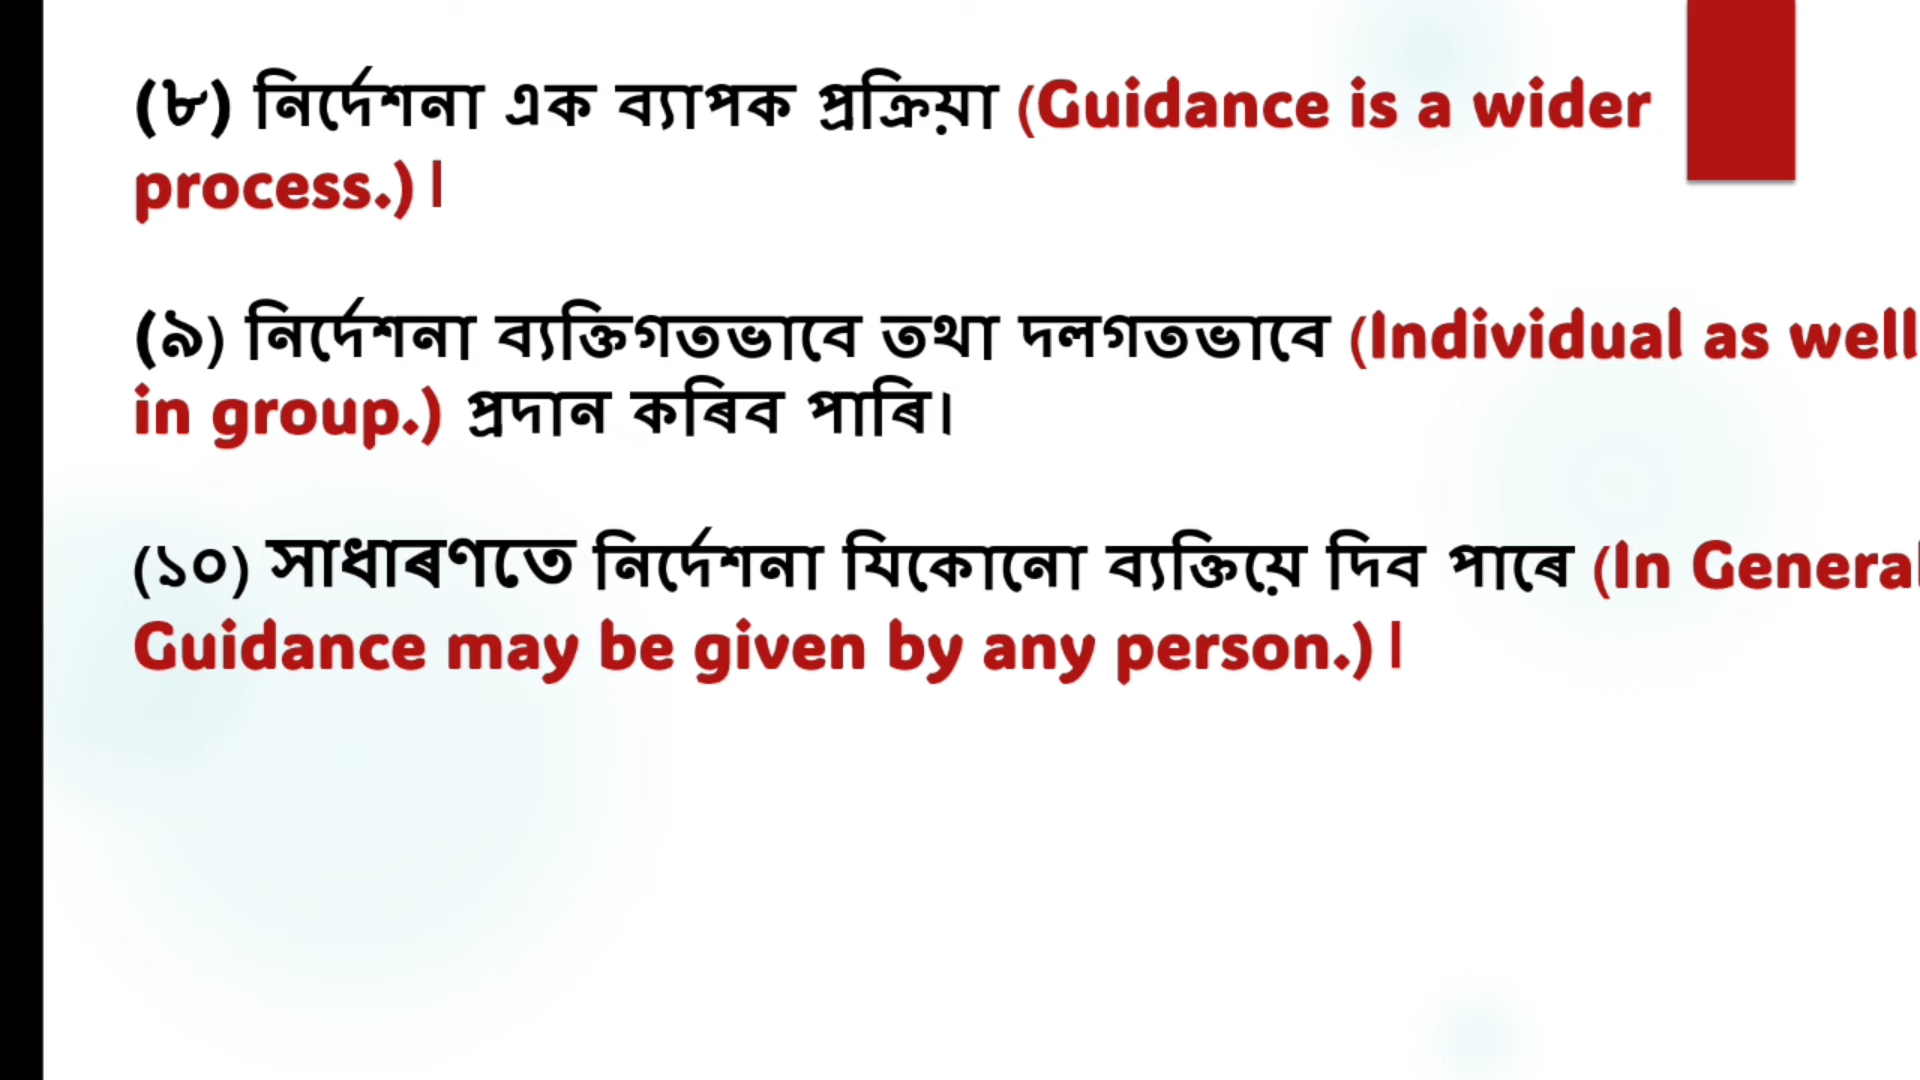 (৮) নিৰ্দেশনা এক ব্যাপক প্ৰক্ৰিয়া (Guidance is a wider
process.)।
(৯) নিৰ্দেশনা ব্যক্তিগতভাবে তথা দলগতভাবে (Individual as well
in group.) প্ৰদান কৰিব পাৰি।
(১০) সাধাৰণতে নিৰ্দেশনা যিকোনো ব্যক্তিয়ে দিব পাৰে (In General
Guidance may be given by any person.)।